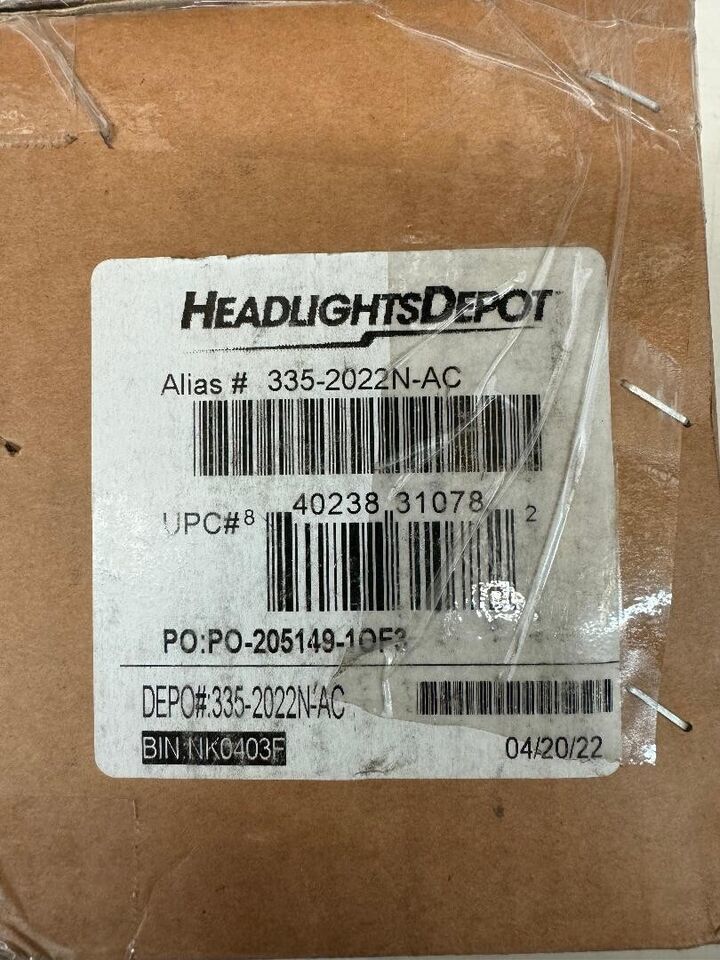 HEADLIGHTSDEPOT
Alias # 335-2022N-AC
UPC# 8 40238 31078 2
PO:PO-205149-1OF3
DEPO#:335-2022N-AC
BIN:NK0403F 04/20/22